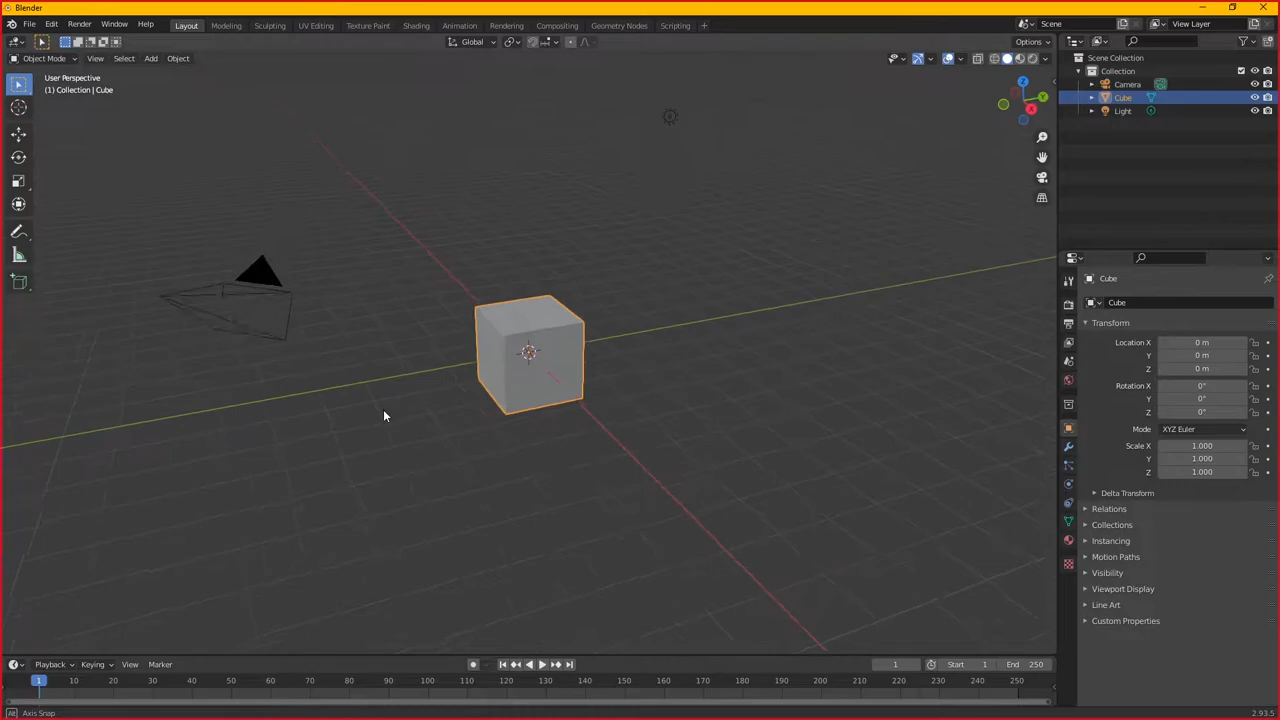 Blender
File Edit Render Window Help Layout Modeling Sculpting UV Editing Texture Paint Shading Animation Rendering Compositing Geometry Nodes Scripting + Scene View Layer
Global Options
Object Mode View Select Add Object
User Perspective
(1) Collection | Cube
Z
Y
X
Scene Collection
Collection
Camera
Cube
Light
Cube
Cube
Transform
Location X 0 m
Y 0 m
Z 0 m
Rotation X 0°
Y 0°
Z 0°
Mode XYZ Euler
Scale X 1.000
Y 1.000
Z 1.000
Delta Transform
Relations
Collections
Instancing
Motion Paths
Visibility
Viewport Display
Line Art
Custom Properties
Playback Keying View Marker 1 Start 1 End 250
1 10 20 30 40 50 60 70 80 90 100 110 120 130 140 150 160 170 180 190 200 210 220 230 240 250
Alt Axis Snap 2.93.5